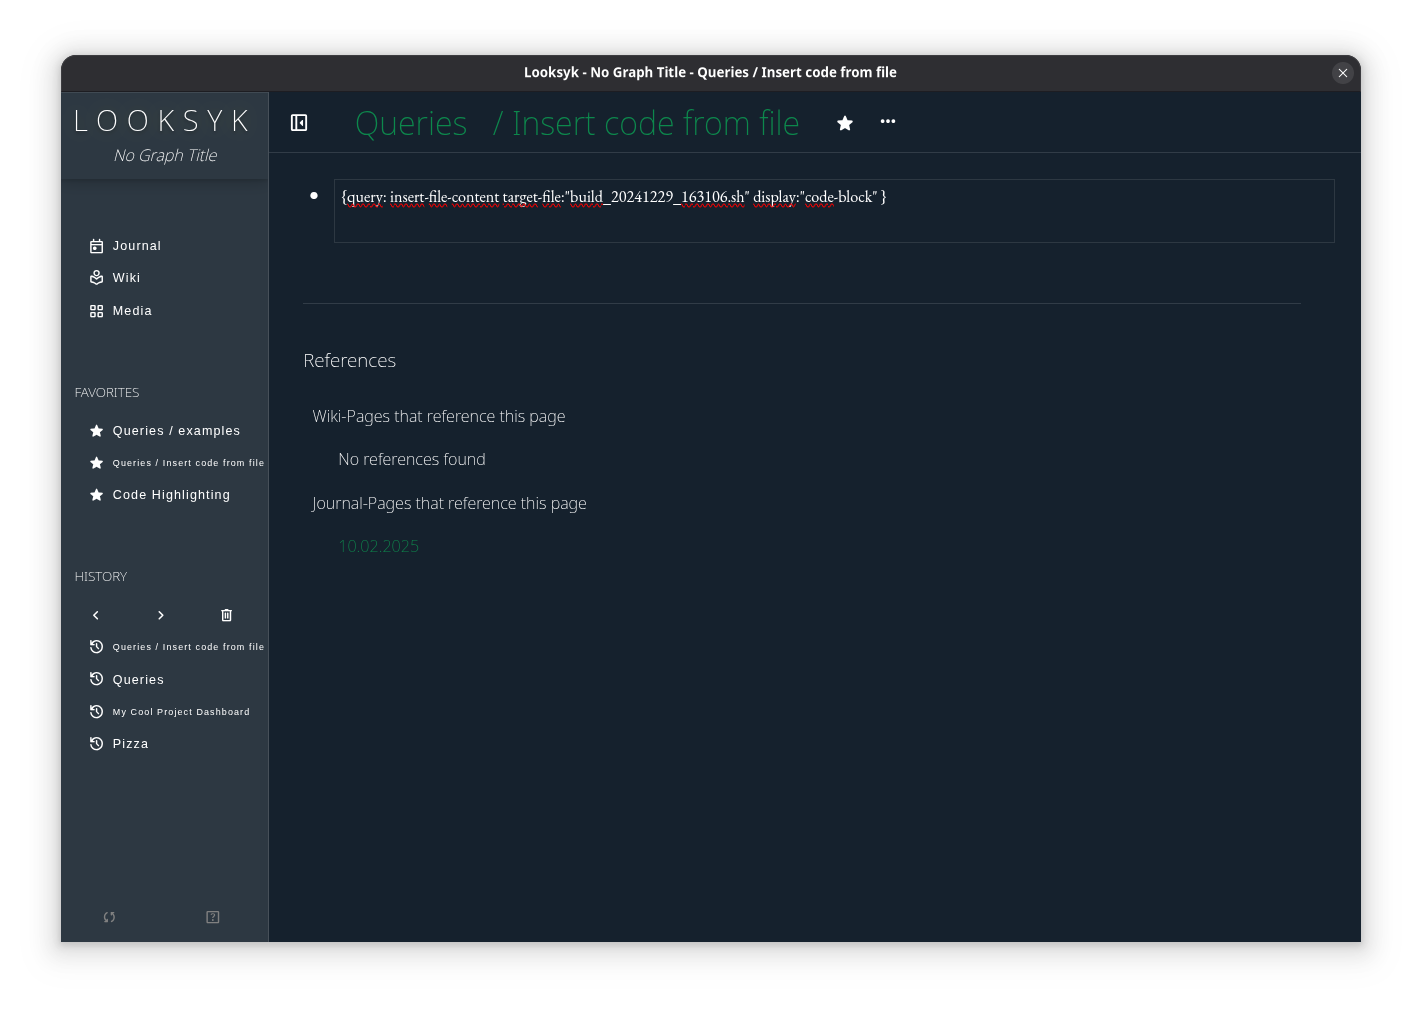 Looksyk - No Graph Title - Queries / Insert code from file
LOOKSYK
No Graph Title
Journal
Wiki
Media
FAVORITES
Queries / examples
Queries / Insert code from file
Code Highlighting
HISTORY
Queries / Insert code from file
Queries
My Cool Project Dashboard
Pizza
Queries / Insert code from file
{query: insert-file-content target-file:"build_20241229_163106.sh" display:"code-block" }
References
Wiki-Pages that reference this page
No references found
Journal-Pages that reference this page
10.02.2025